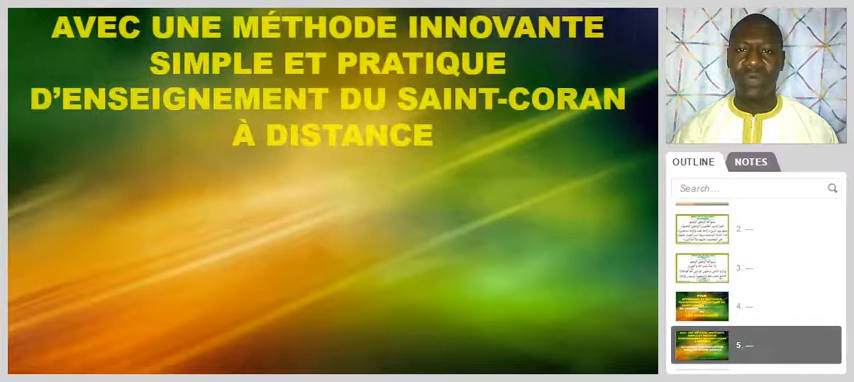 AVEC UNE MÉTHODE INNOVANTE
SIMPLE ET PRATIQUE
D'ENSEIGNEMENT DU SAINT-CORAN
À DISTANCE
OUTLINE
NOTES
Search...
2. —
3. —
4. —
5. —